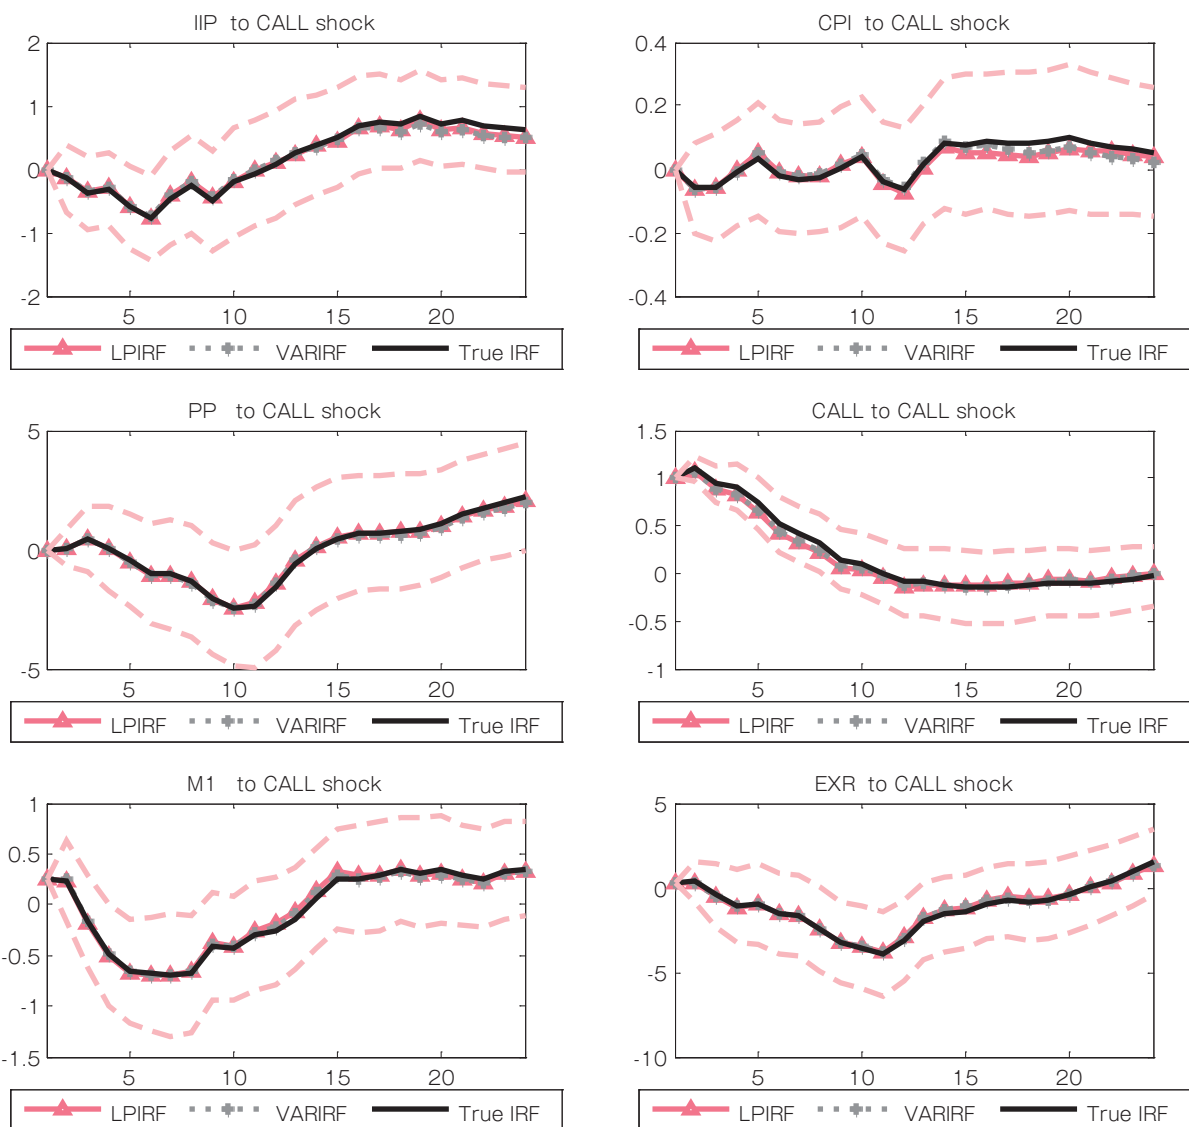 IIP to CALL shock
2
1
0
-1
-2
5 10 15 20
LPIRF VARIRF True IRF
CPI to CALL shock
0.4
0.2
0
-0.2
-0.4
5 10 15 20
LPIRF VARIRF True IRF
PP to CALL shock
5
0
-5
5 10 15 20
LPIRF VARIRF True IRF
CALL to CALL shock
1.5
1
0.5
0
-0.5
-1
5 10 15 20
LPIRF VARIRF True IRF
M1 to CALL shock
1
0.5
0
-0.5
-1
-1.5
5 10 15 20
LPIRF VARIRF True IRF
EXR to CALL shock
5
0
-5
-10
5 10 15 20
LPIRF VARIRF True IRF